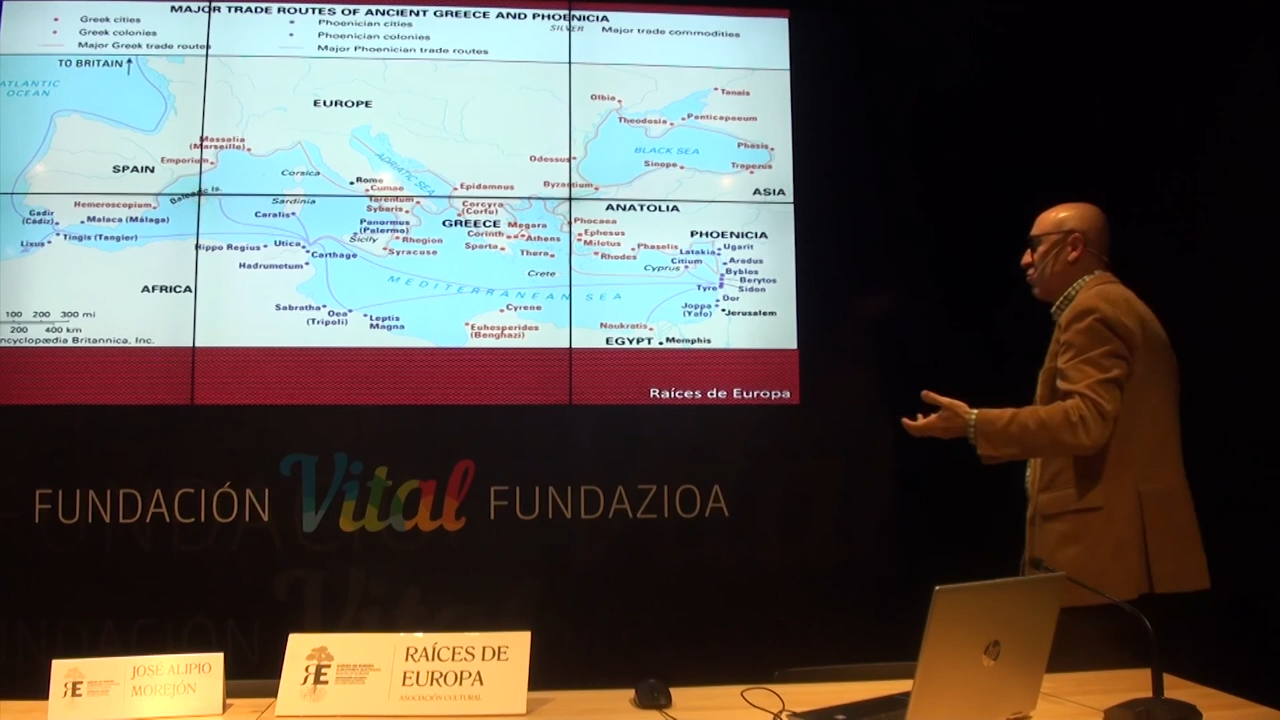 MAJOR TRADE ROUTES OF ANCIENT GREECE AND PHOENICIA
Greek cities
Greek colonies
Major Greek trade routes
Phoenician cities
Phoenician colonies
Major Phoenician trade routes
SILVER Major trade commodities
TO BRITAIN
ATLANTIC
OCEAN
EUROPE
Olbia
Tanais
Theodosia
Panticapaeum
Massalia
(Marseille)
BLACK SEA
Phasis
Emporium
SPAIN
ADRIATIC SEA
Odessus
Sinope
Trapezus
Corsica
Rome
Cumae
Epidamnus
Byzantium
ASIA
Balearic Is.
Hemeroscopium
Sardinia
Tarentum
Sybaris
Corcyra
(Corfu)
ANATOLIA
Gadir
(Cádiz)
Malaca (Málaga)
Caralis
Panormus
(Palermo)
GREECE
Megara
Phocaea
Lixus
Tingis (Tangier)
Hippo Regius
Utica
Sicily
Rhegion
Corinth
Athens
Ephesus
Miletus
Phaselis
PHOENICIA
Latakia
Ugarit
Carthage
Syracuse
Sparta
Thera
Rhodes
Citium
Aradus
Hadrumetum
Crete
Cyprus
Byblos
Berytos
MEDITERRANEAN SEA
Tyre
Sidon
AFRICA
Sabratha
Oea
(Tripoli)
Leptis
Magna
Cyrene
Dor
Joppa
(Yafo)
Jerusalem
Euhesperides
(Benghazi)
Naukratis
EGYPT
Memphis
100 200 300 mi
200 400 km
ncyclopædia Britannica, Inc.
Raíces de Europa
FUNDACIÓN Vital FUNDAZIOA
JOSÉ ALIPIO
MOREJÓN
RE
RAÍCES DE
EUROPA
ASOCIACIÓN CULTURAL
hp